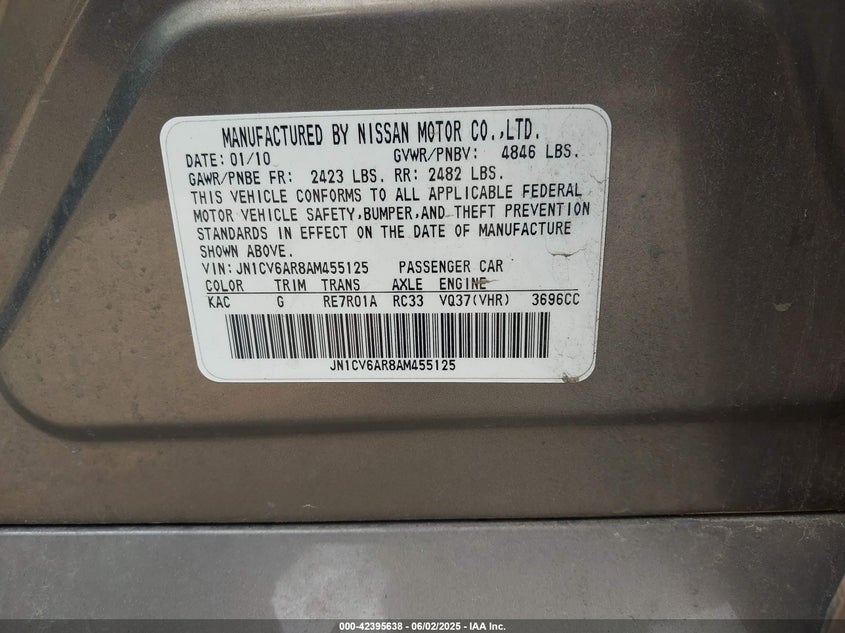 MANUFACTURED BY NISSAN MOTOR CO.,LTD.
DATE: 01/10 GVWR/PNBV: 4846 LBS.
GAWR/PNBE FR: 2423 LBS. RR: 2482 LBS.
THIS VEHICLE CONFORMS TO ALL APPLICABLE FEDERAL
MOTOR VEHICLE SAFETY,BUMPER,AND THEFT PREVENTION
STANDARDS IN EFFECT ON THE DATE OF MANUFACTURE
SHOWN ABOVE.
VIN: JN1CV6AR8AM455125 PASSENGER CAR
COLOR TRIM TRANS AXLE ENGINE
KAC G RE7R01A RC33 VQ37(VHR) 3696CC
JN1CV6AR8AM455125
000-42395638 - 06/02/2025 - IAA Inc.